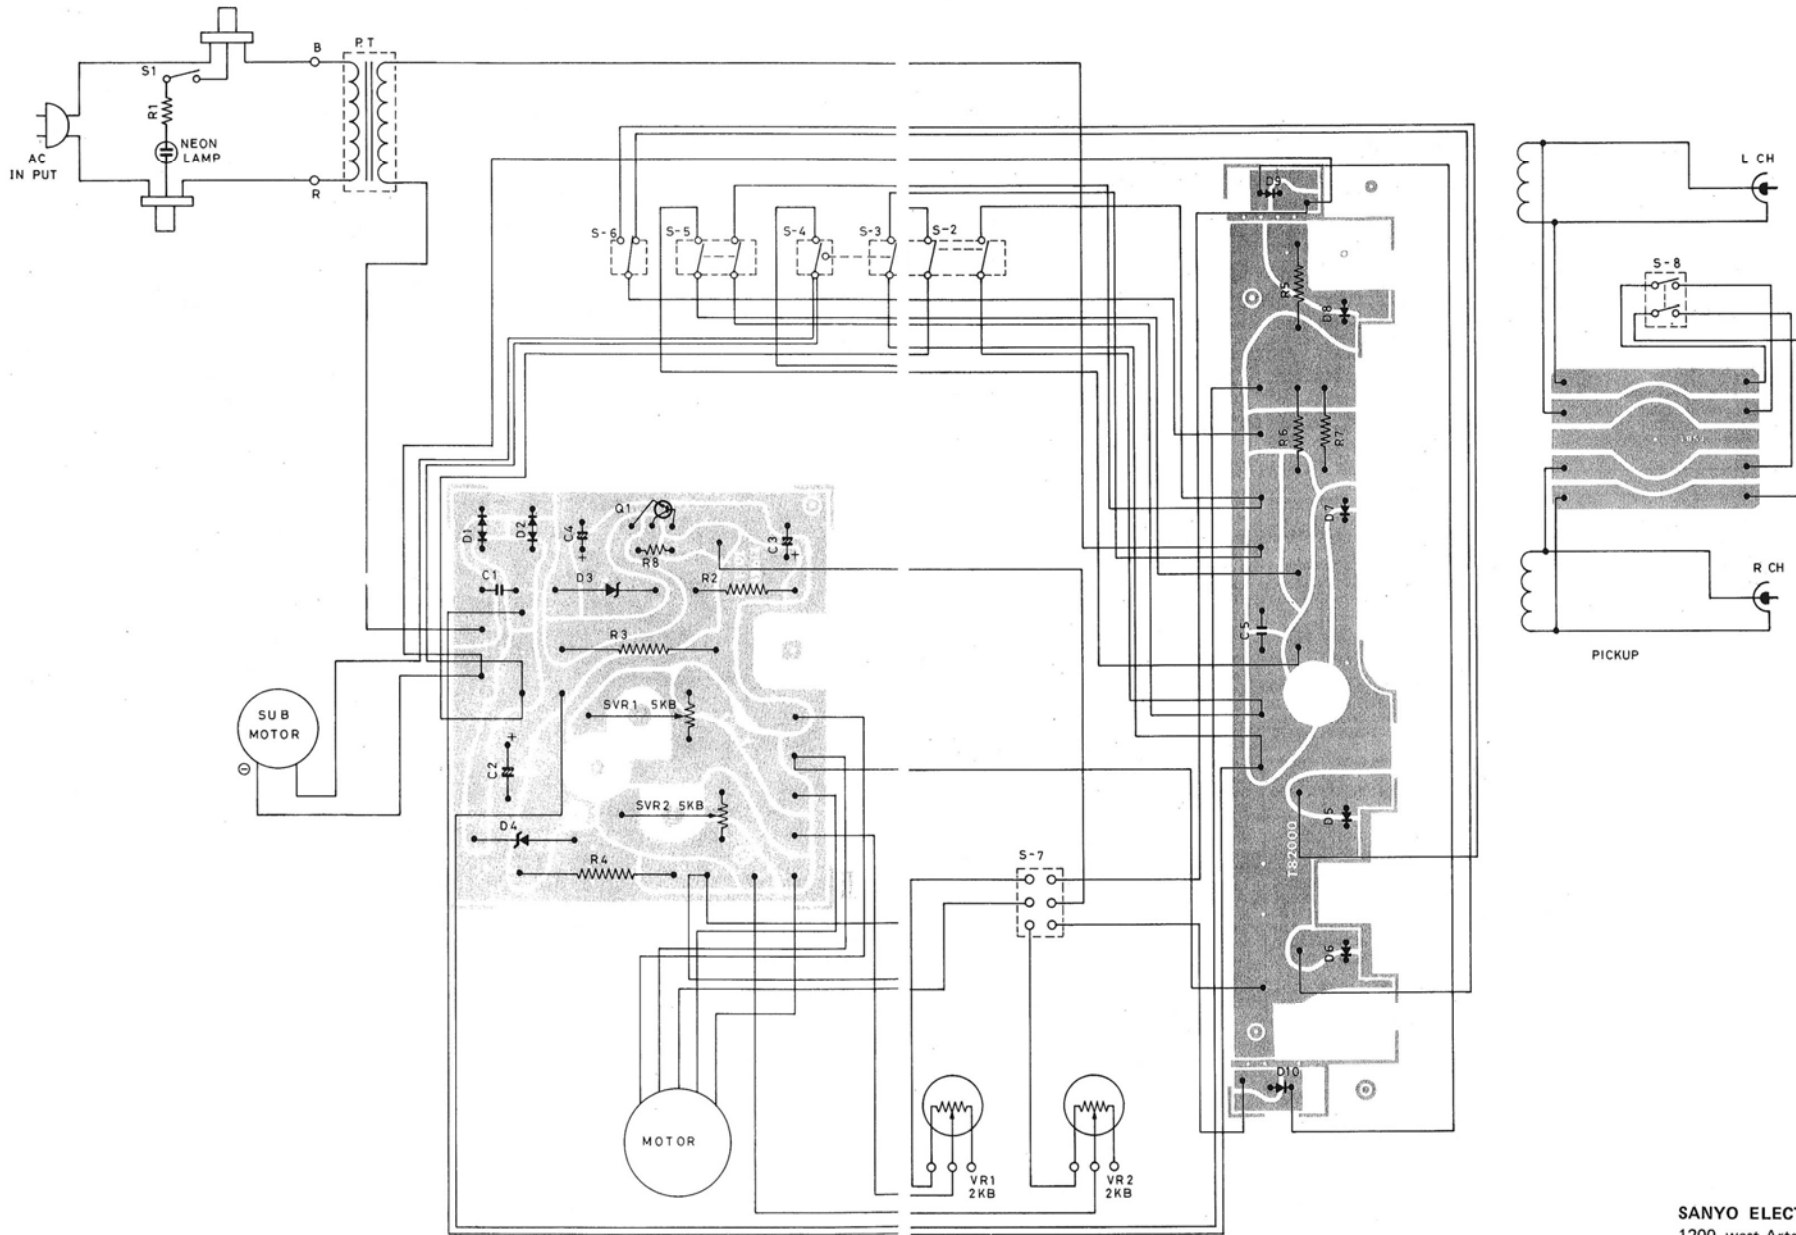 B
P.T
S1
R1
NEON
LAMP
AC
IN PUT
R
S-6
S-5
S-4
S-3
S-2
D9
R5
D8
L CH
S-8
R6
R7
D7
Q1
D1
D2
C4
C3
R8
C1
D3
R2
R3
C5
R CH
PICKUP
SUB
MOTOR
⊖
SVR1 5KB
+
C2
SVR2 5KB
D4
R4
D5
T82000
S-7
D6
D10
MOTOR
VR1
2KB
VR2
2KB
SANYO ELECT